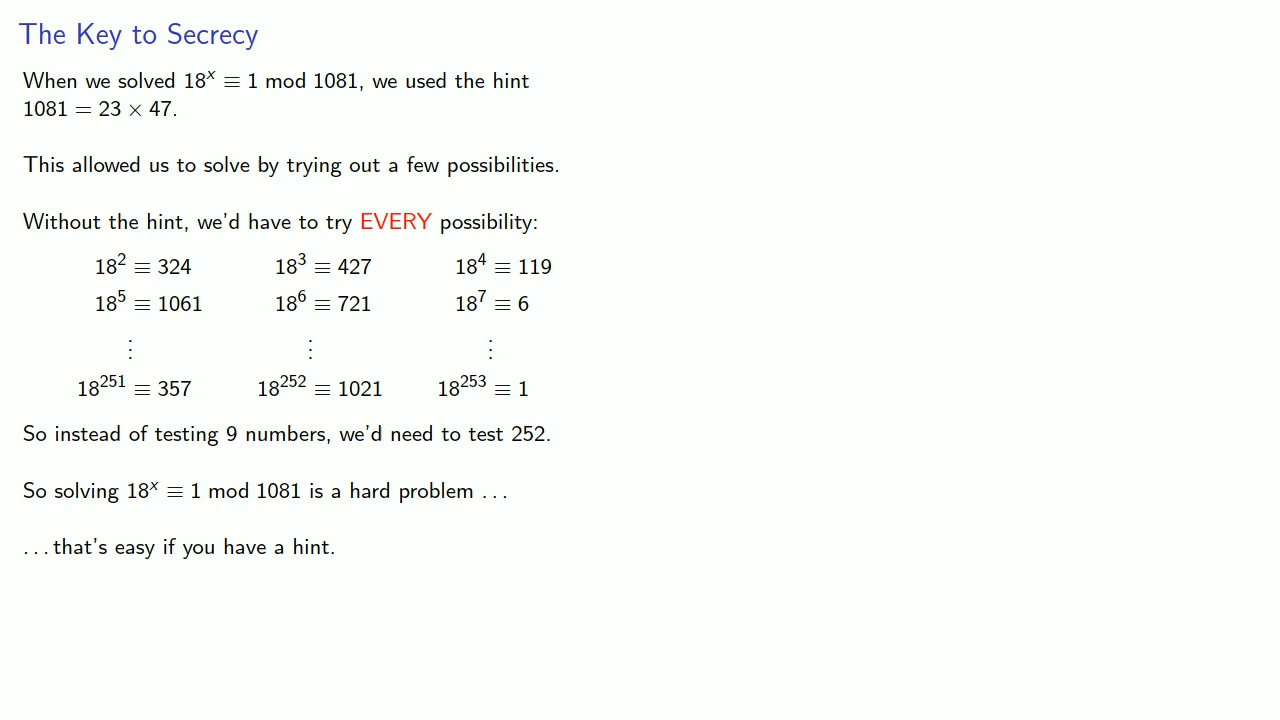 The Key to Secrecy
When we solved 18^x ≡ 1 mod 1081, we used the hint
1081 = 23 × 47.
This allowed us to solve by trying out a few possibilities.
Without the hint, we'd have to try EVERY possibility:
18^2 ≡ 324 18^3 ≡ 427 18^4 ≡ 119
18^5 ≡ 1061 18^6 ≡ 721 18^7 ≡ 6
⋮ ⋮ ⋮
18^251 ≡ 357 18^252 ≡ 1021 18^253 ≡ 1
So instead of testing 9 numbers, we'd need to test 252.
So solving 18^x ≡ 1 mod 1081 is a hard problem ...
...that's easy if you have a hint.